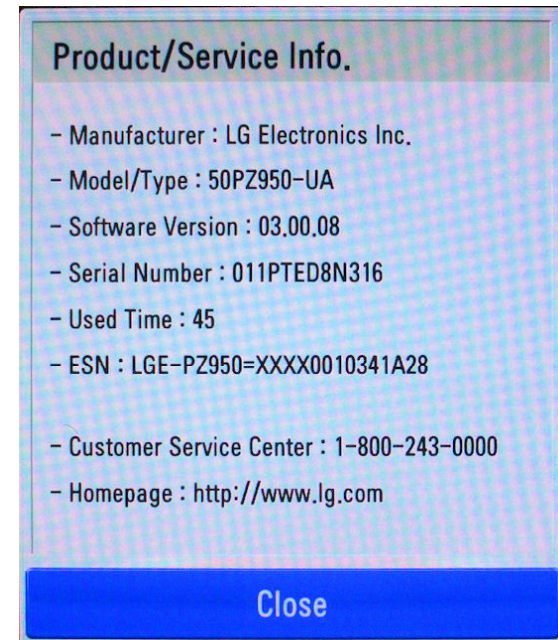 Product/Service Info.
- Manufacturer : LG Electronics Inc.
- Model/Type : 50PZ950-UA
- Software Version : 03.00.08
- Serial Number : 011PTED8N316
- Used Time : 45
- ESN : LGE-PZ950=XXXX0010341A28
- Customer Service Center : 1-800-243-0000
- Homepage : http://www.lg.com
Close